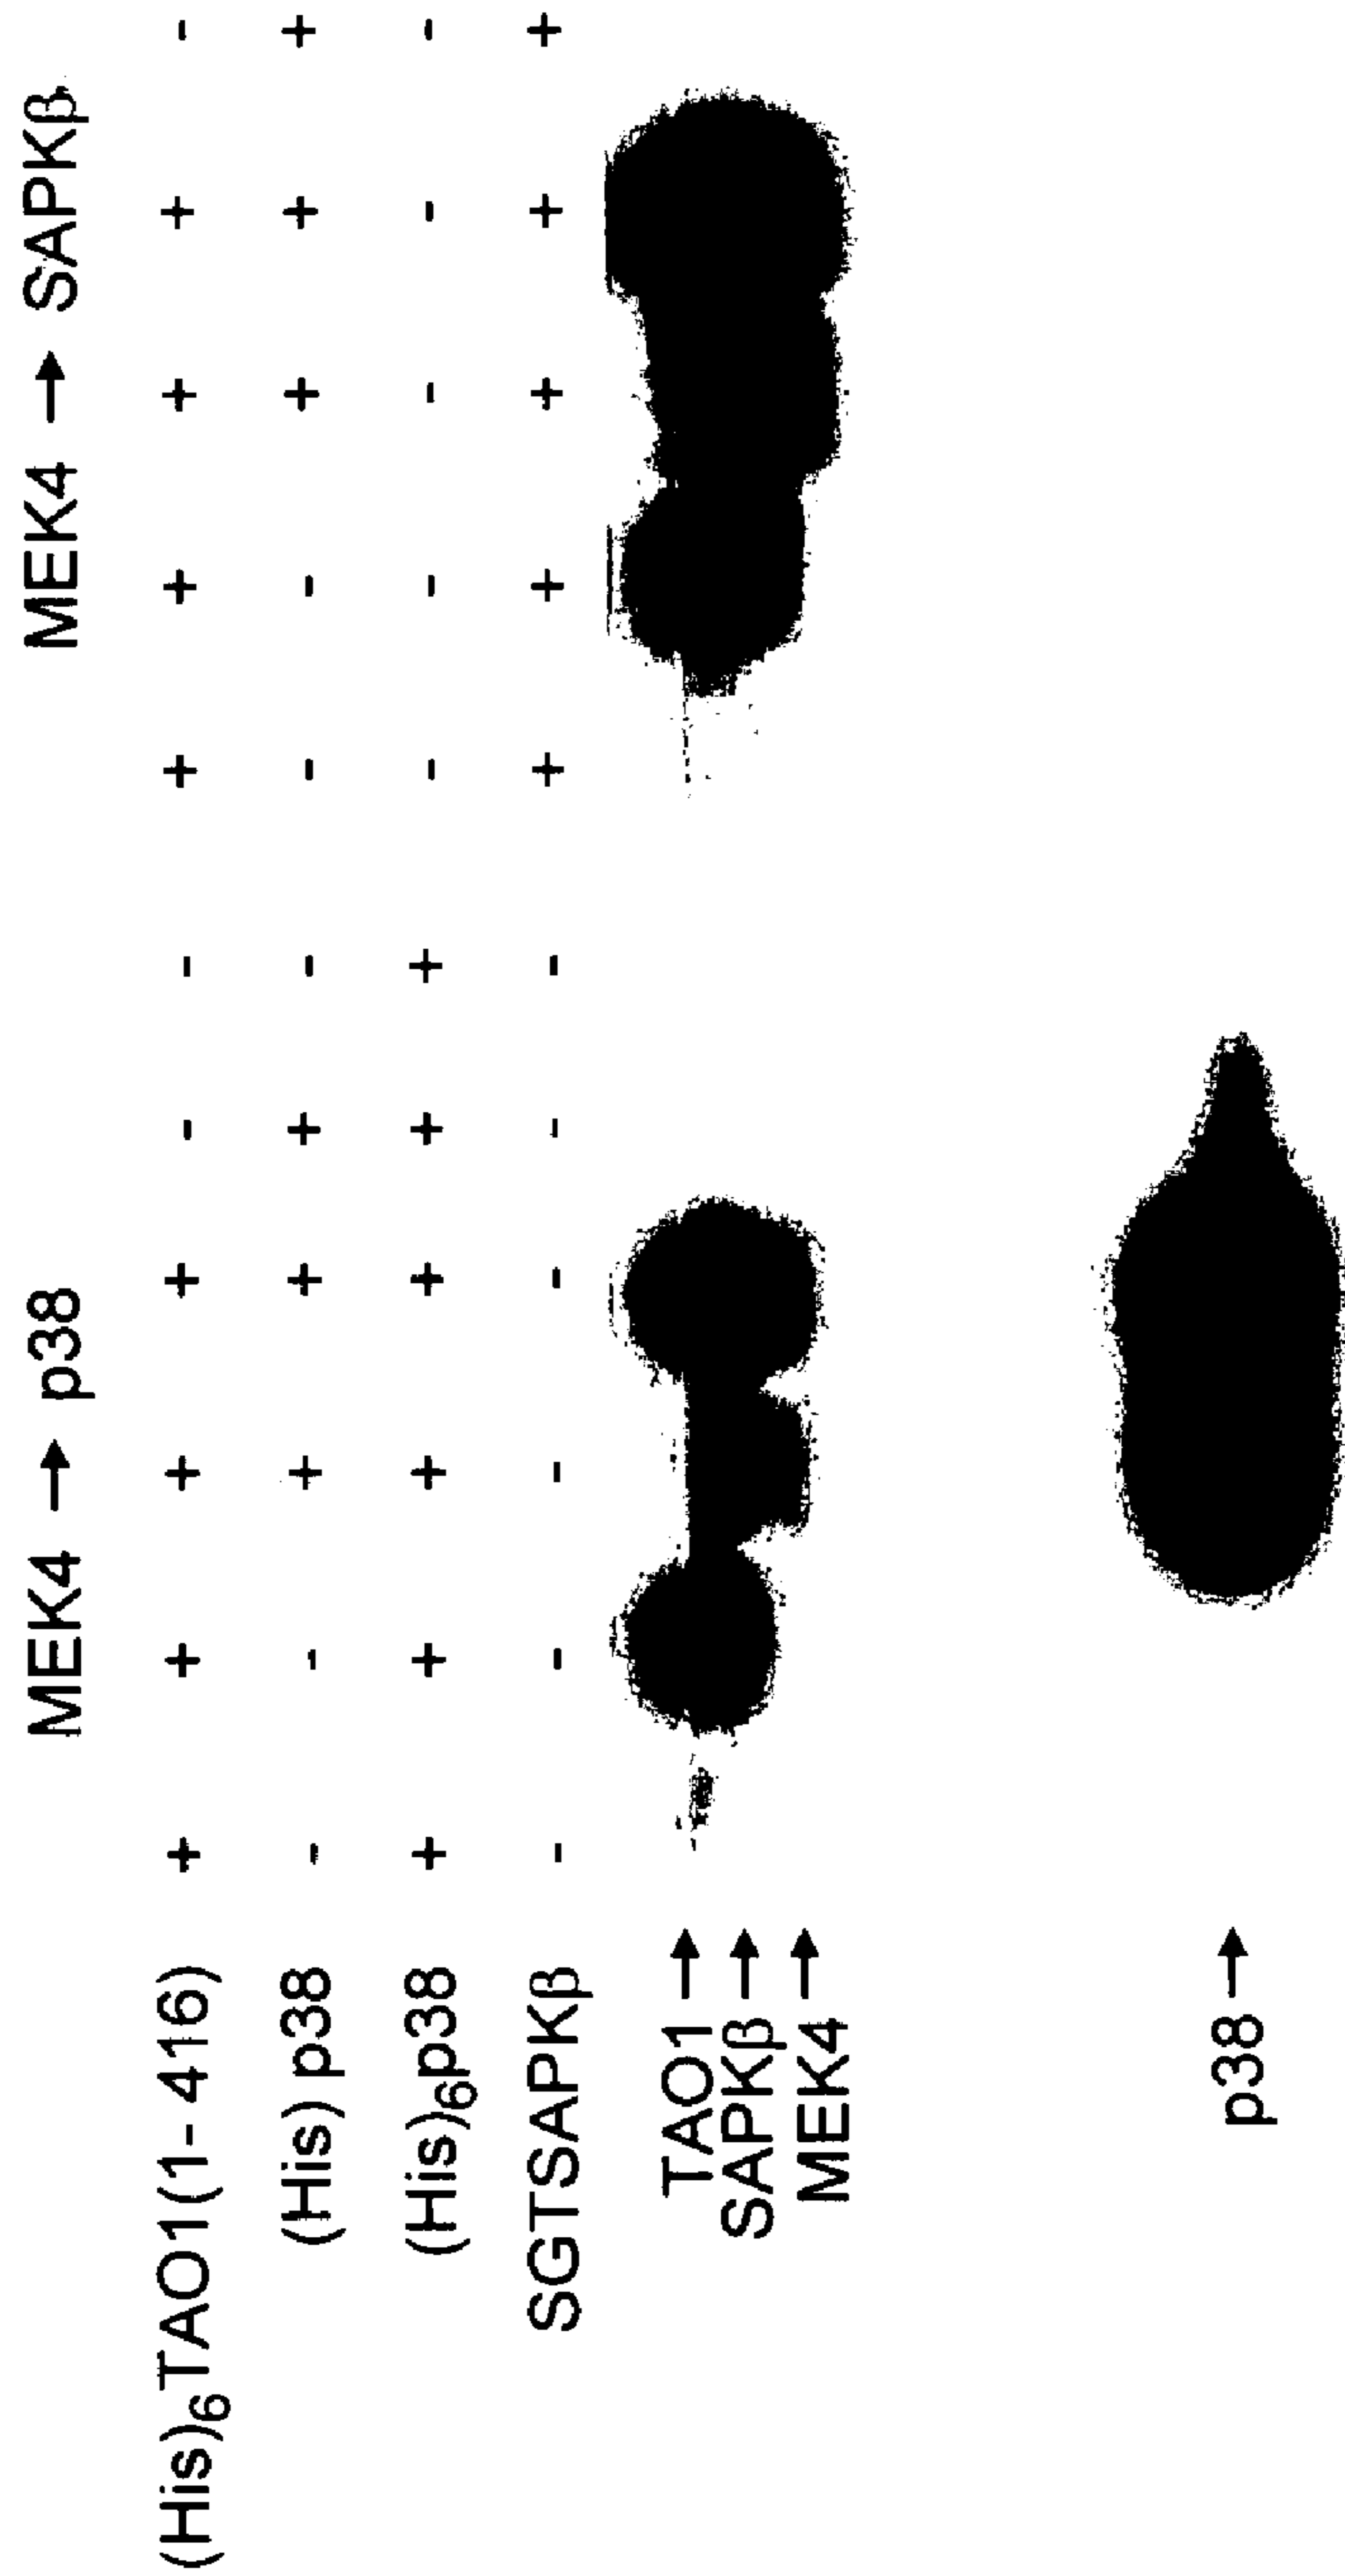 MEK4 → p38 MEK4 → SAPKβ
(His)₆TAO1(1-416) + + + + - - + + + + -
(His) p38 - - + + + - - - + + +
(His)₆p38 + + + + + + - - - - -
SGTSAPKβ - - - - - - + + + + +
TAO1 →
SAPKβ →
MEK4 →
p38 →